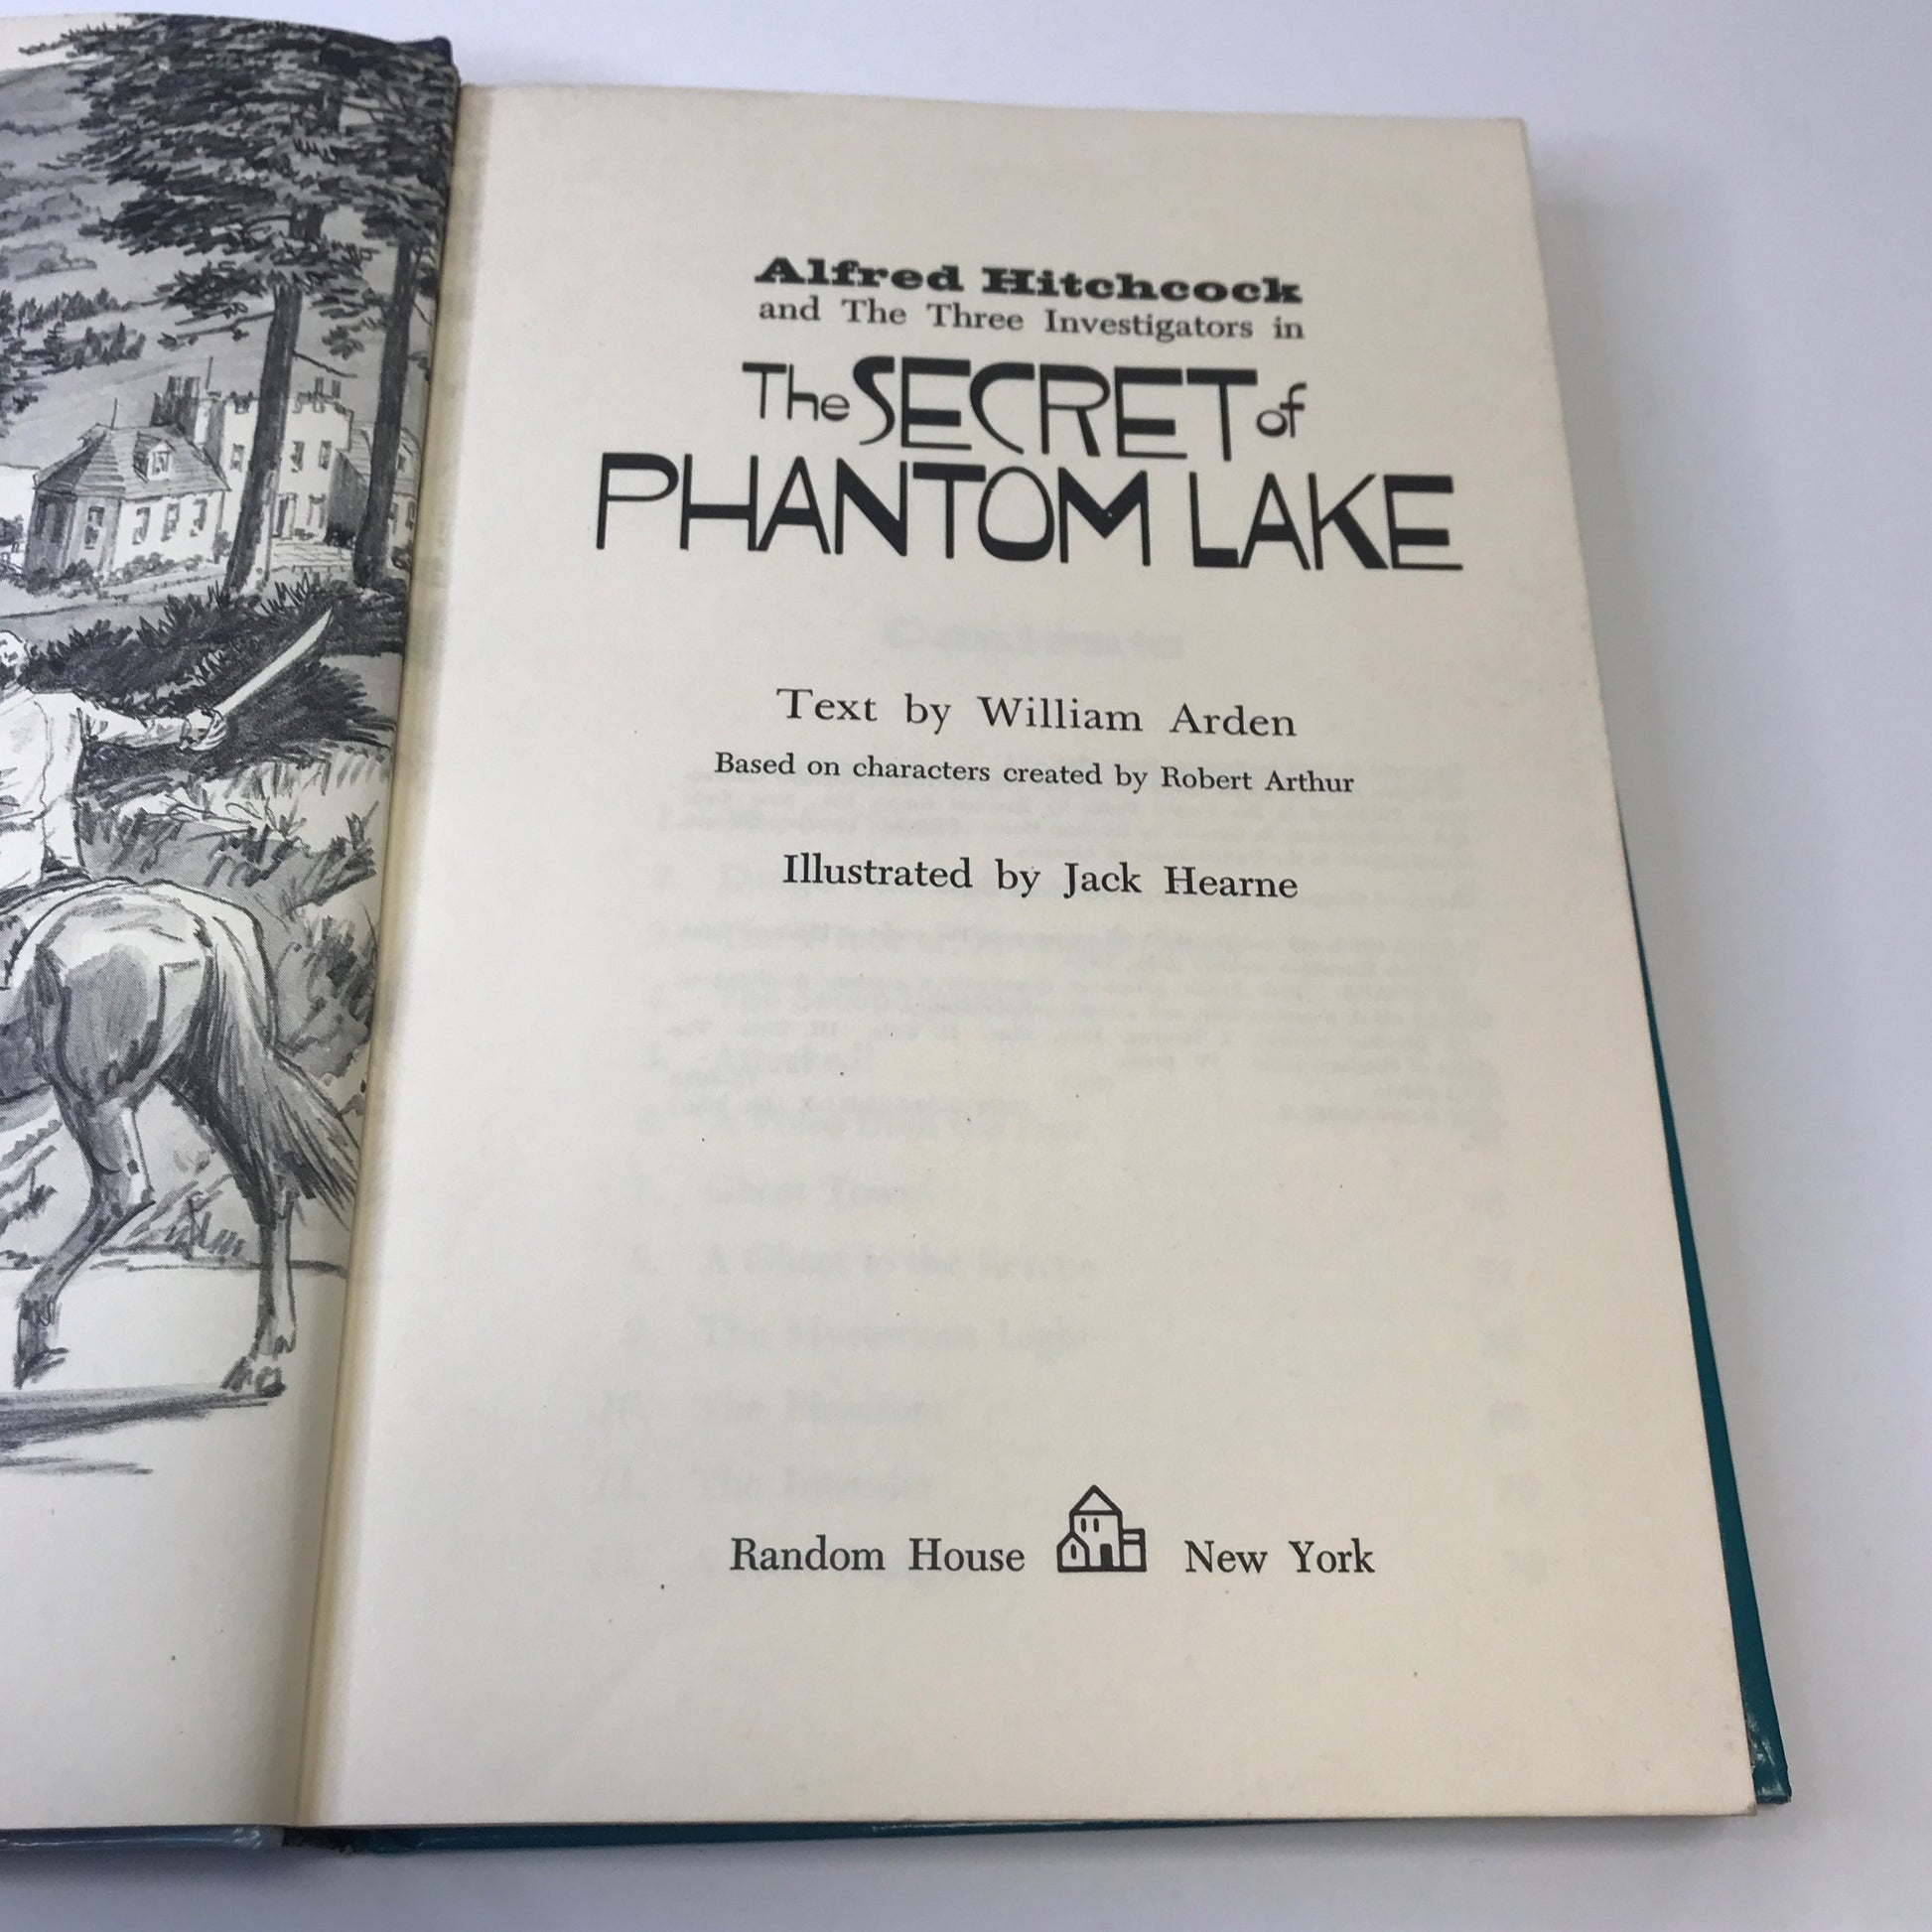 Alfred Hitchcock
and The Three Investigators in
The SECRET of
PHANTOM LAKE
Text by William Arden
Based on characters created by Robert Arthur
Illustrated by Jack Hearne
Random House New York